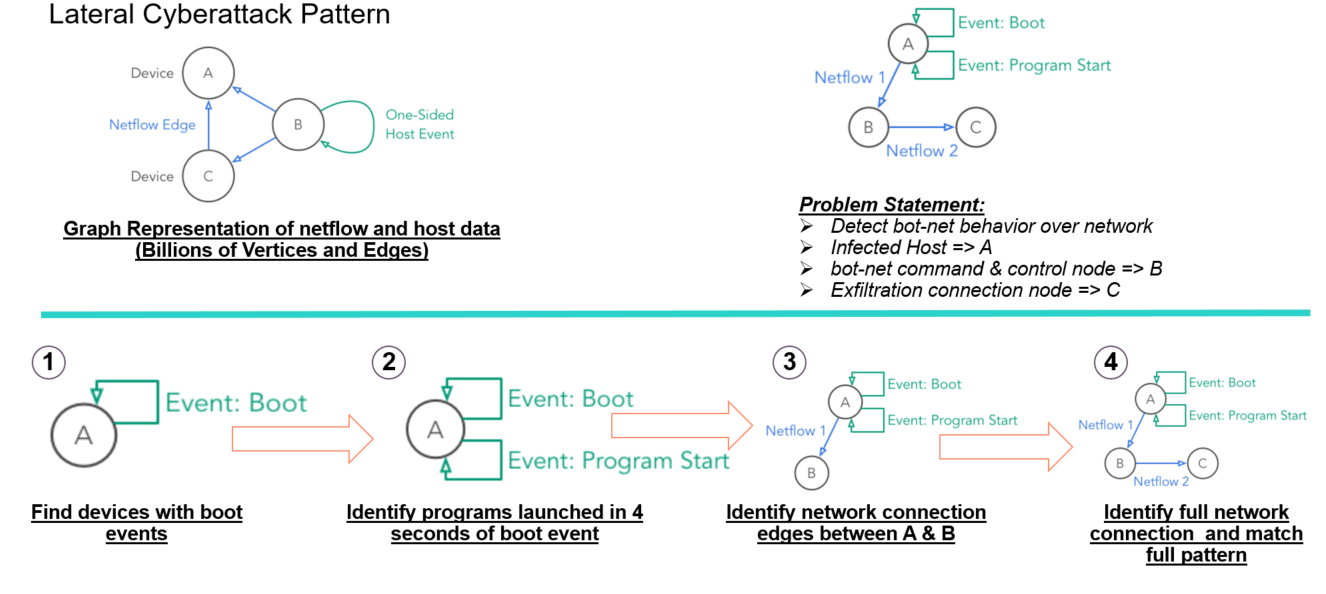 Lateral Cyberattack Pattern
Device
A
Netflow Edge
B
One-Sided
Host Event
Device
C
Graph Representation of netflow and host data
(Billions of Vertices and Edges)
Event: Boot
A
Event: Program Start
Netflow 1
B
C
Netflow 2
Problem Statement:
➢ Detect bot-net behavior over network
➢ Infected Host => A
➢ bot-net command & control node => B
➢ Exfiltration connection node => C
1
Event: Boot
A
Find devices with boot
events
2
Event: Boot
A
Event: Program Start
Identify programs launched in 4
seconds of boot event
3
Event: Boot
A
Event: Program Start
Netflow 1
B
Identify network connection
edges between A & B
4
Event: Boot
A
Event: Program Start
Netflow 1
B
C
Netflow 2
Identify full network
connection and match
full pattern